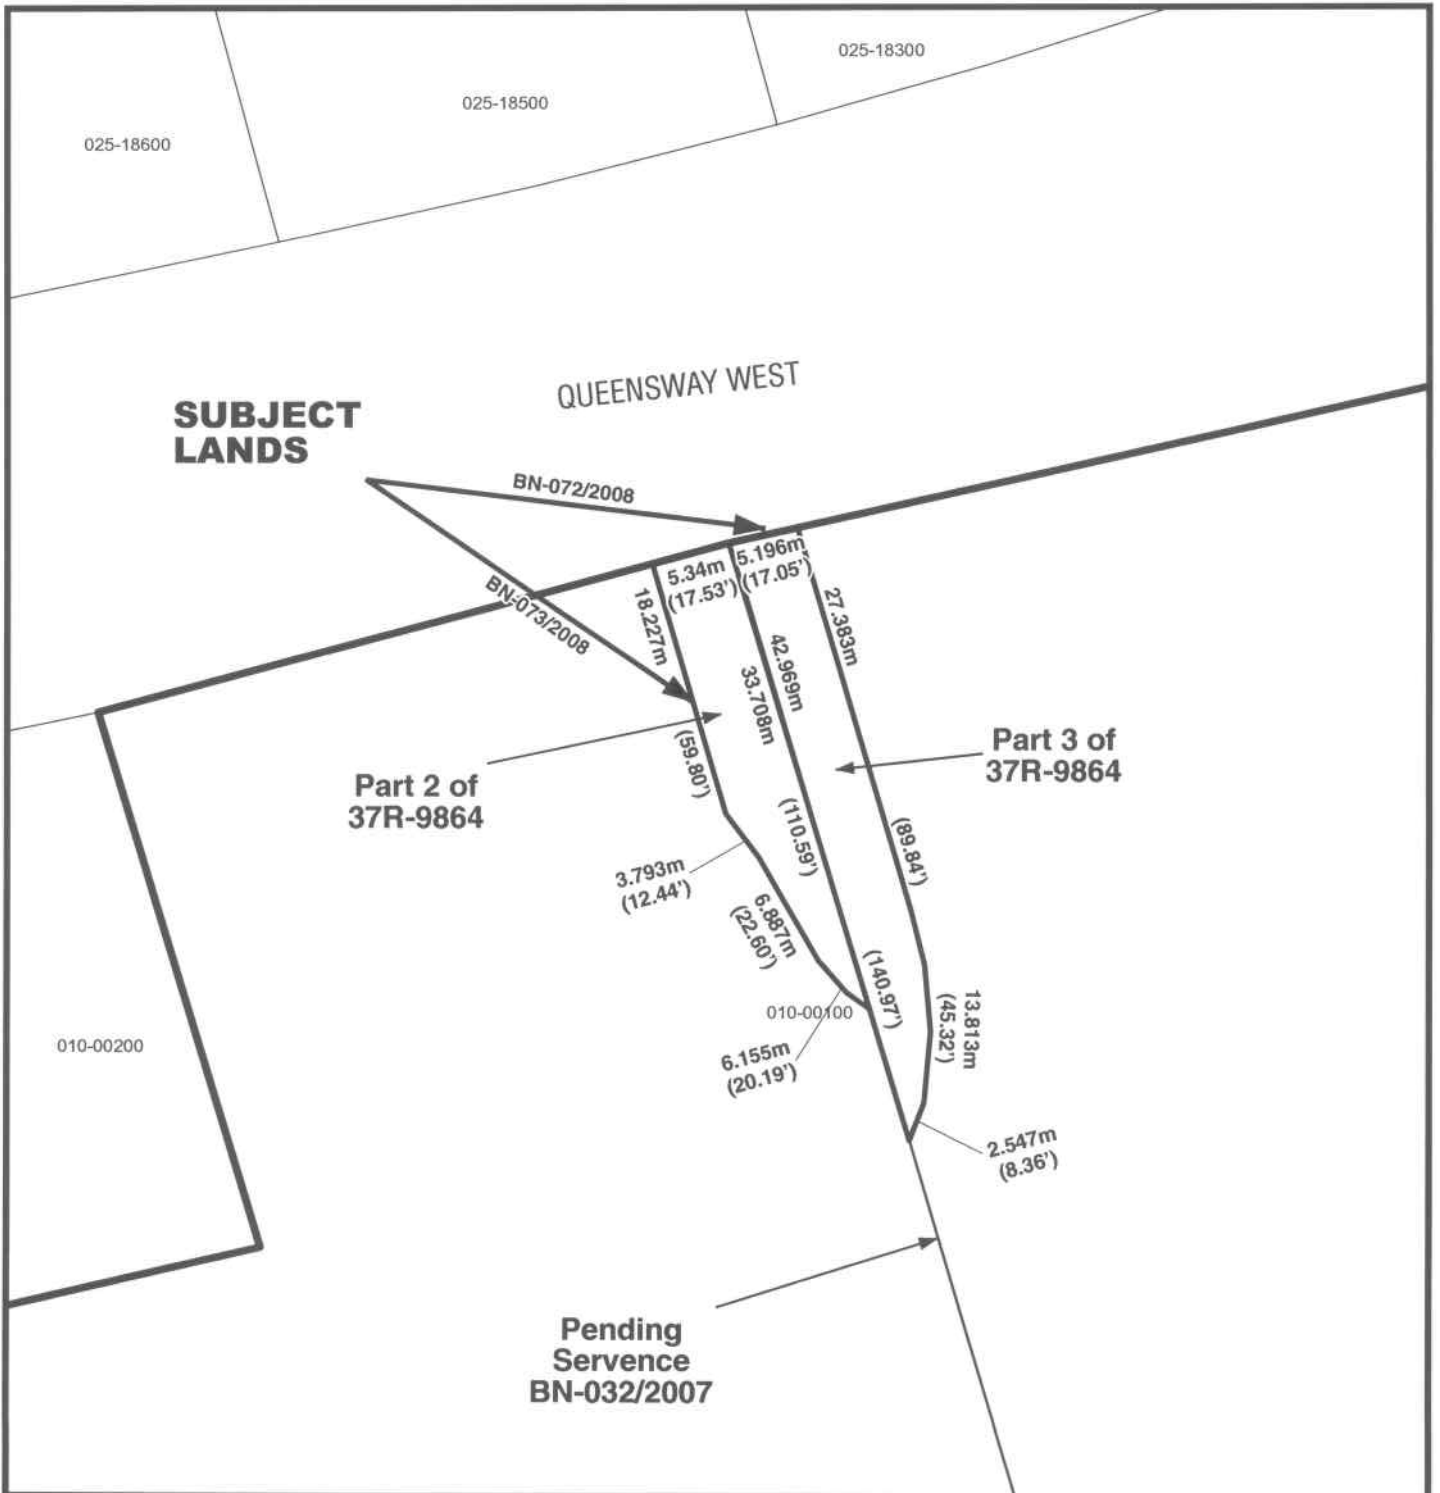 025-18300
025-18500
025-18600
QUEENSWAY WEST
SUBJECT
LANDS
BN-072/2008
BN-073/2008
5.34m
(17.53')
5.196m
(17.05')
18.227m
(59.80')
27.383m
(89.84')
42.969m
(140.97')
33.708m
(110.59')
Part 3 of
37R-9864
Part 2 of
37R-9864
3.793m
(12.44')
6.887m
(22.60')
010-00100
6.155m
(20.19')
13.813m
(45.32')
010-00200
2.547m
(8.36')
Pending
Servence
BN-032/2007